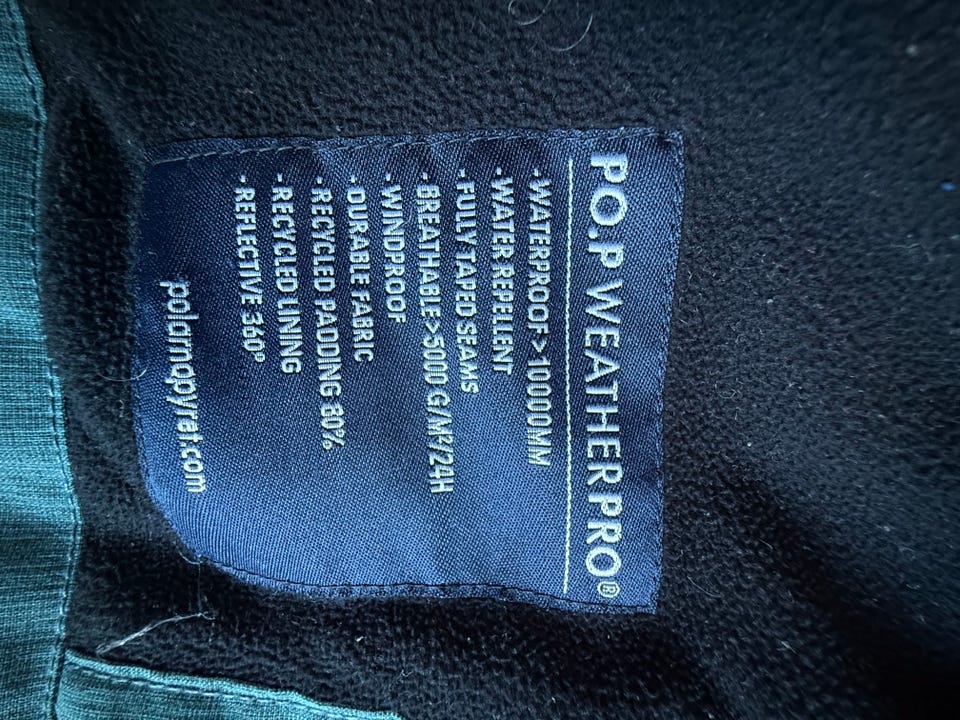 PO.P WEATHERPRO®
-WATERPROOF>10000MM
-WATER REPELLENT
-FULLY TAPED SEAMS
-BREATHABLE>5000 G/M²/24H
-WINDPROOF
-DURABLE FABRIC
-RECYCLED PADDING 80%
-RECYCLED LINING
-REFLECTIVE 360°
polarnopyret.com